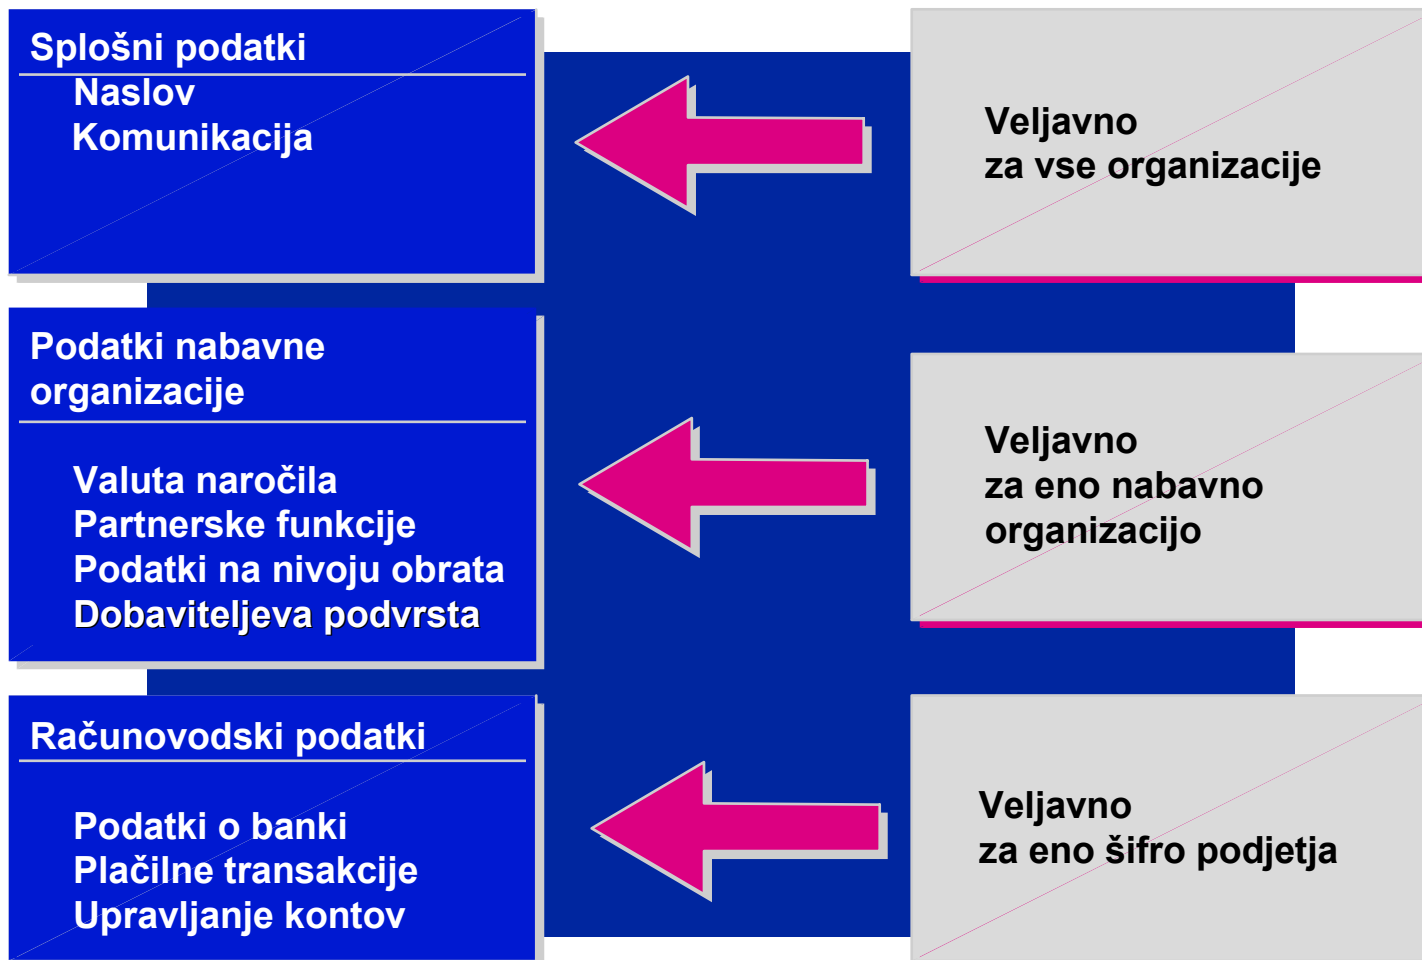 Splošni podatki
Naslov
Komunikacija
Veljavno
za vse organizacije
Podatki nabavne
organizacije
Valuta naročila
Partnerske funkcije
Podatki na nivoju obrata
Dobaviteljeva podvrsta
Veljavno
za eno nabavno
organizacijo
Računovodski podatki
Podatki o banki
Plačilne transakcije
Upravljanje kontov
Veljavno
za eno šifro podjetja